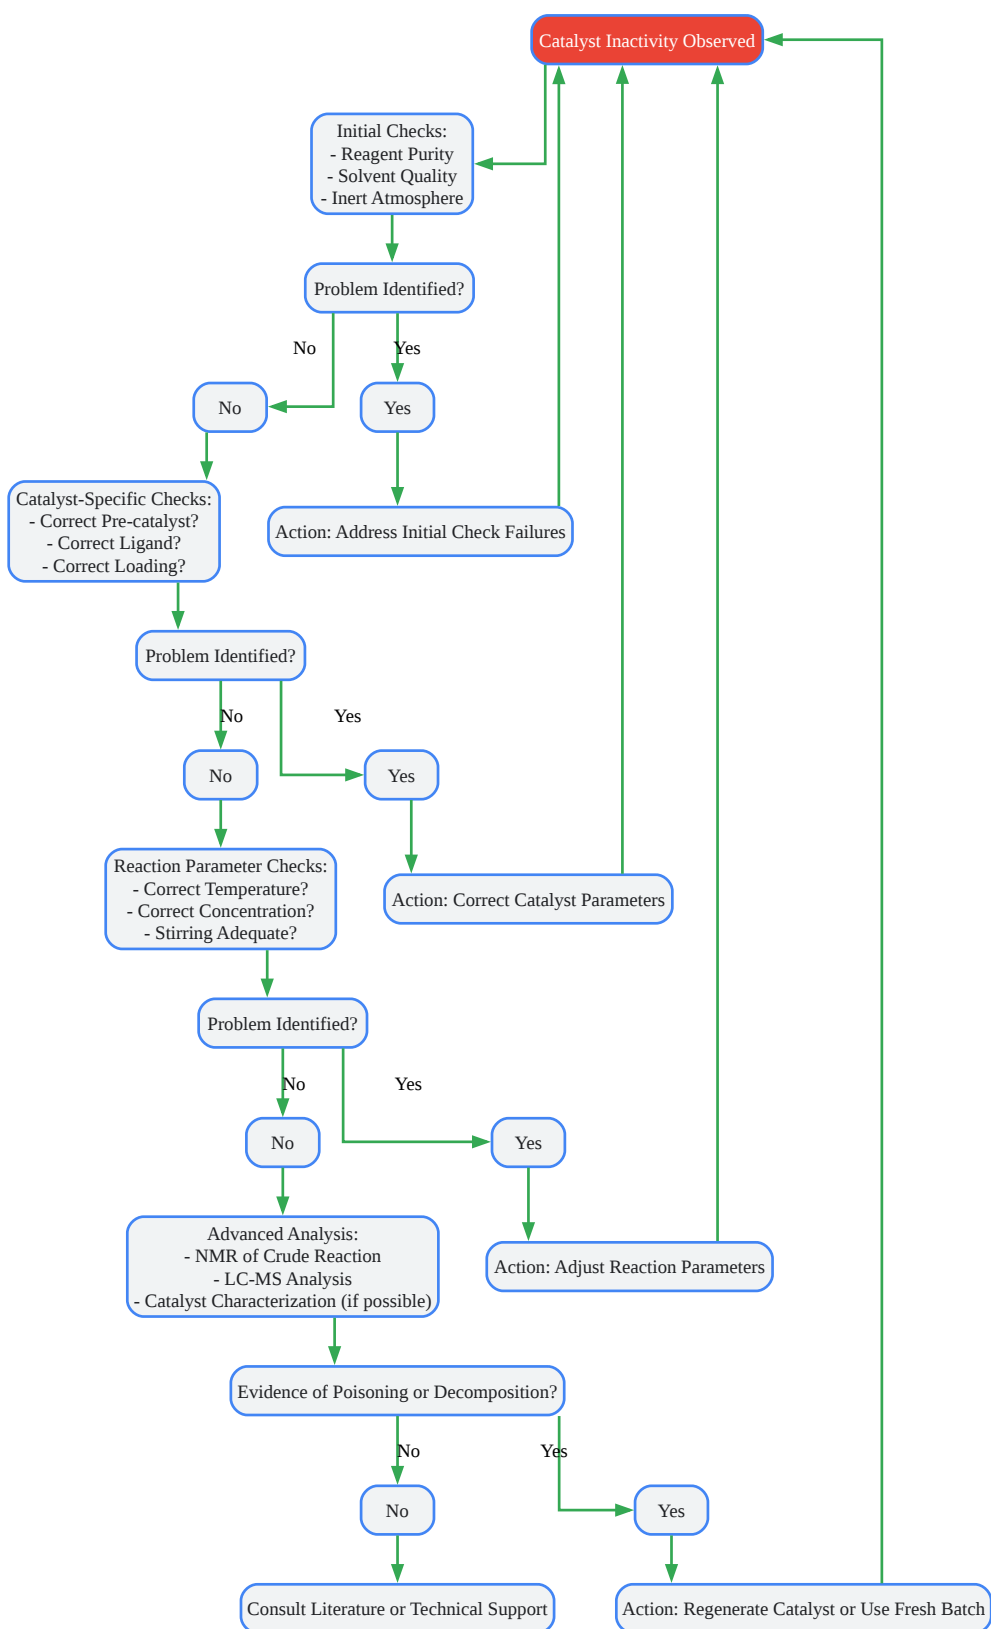 Catalyst Inactivity Observed
Initial Checks:
- Reagent Purity
- Solvent Quality
- Inert Atmosphere
Problem Identified?
No
Yes
No
Yes
Catalyst-Specific Checks:
- Correct Pre-catalyst?
- Correct Ligand?
- Correct Loading?
Action: Address Initial Check Failures
Problem Identified?
No
Yes
No
Yes
Reaction Parameter Checks:
- Correct Temperature?
- Correct Concentration?
- Stirring Adequate?
Action: Correct Catalyst Parameters
Problem Identified?
No
Yes
No
Yes
Advanced Analysis:
- NMR of Crude Reaction
- LC-MS Analysis
- Catalyst Characterization (if possible)
Action: Adjust Reaction Parameters
Evidence of Poisoning or Decomposition?
No
Yes
No
Yes
Consult Literature or Technical Support
Action: Regenerate Catalyst or Use Fresh Batch